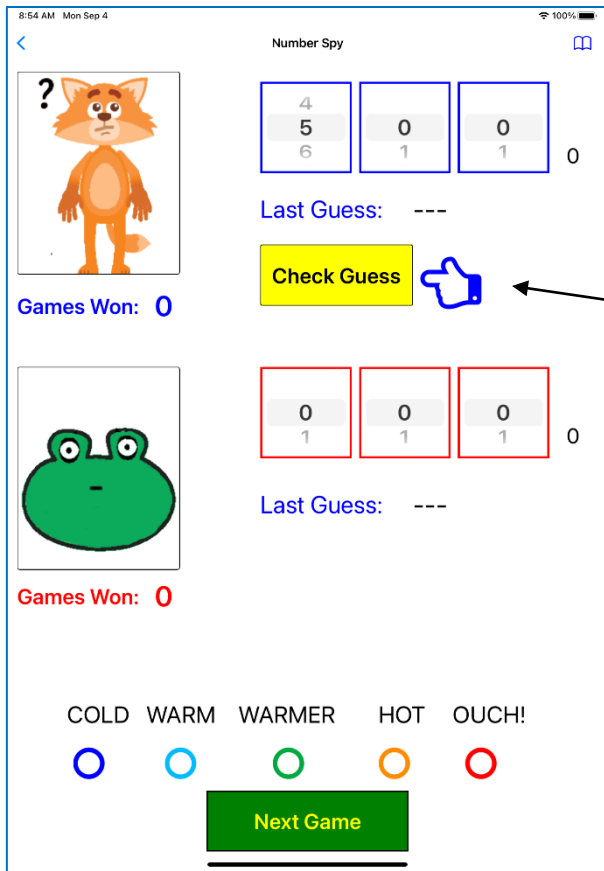 8:54 AM Mon Sep 4 100%
Number Spy
?
4
5 0 0
6 1 1
0
Last Guess: ---
Check Guess
Games Won: 0
0 0 0
1 1 1
0
Last Guess: ---
Games Won: 0
COLD WARM WARMER HOT OUCH!
Next Game